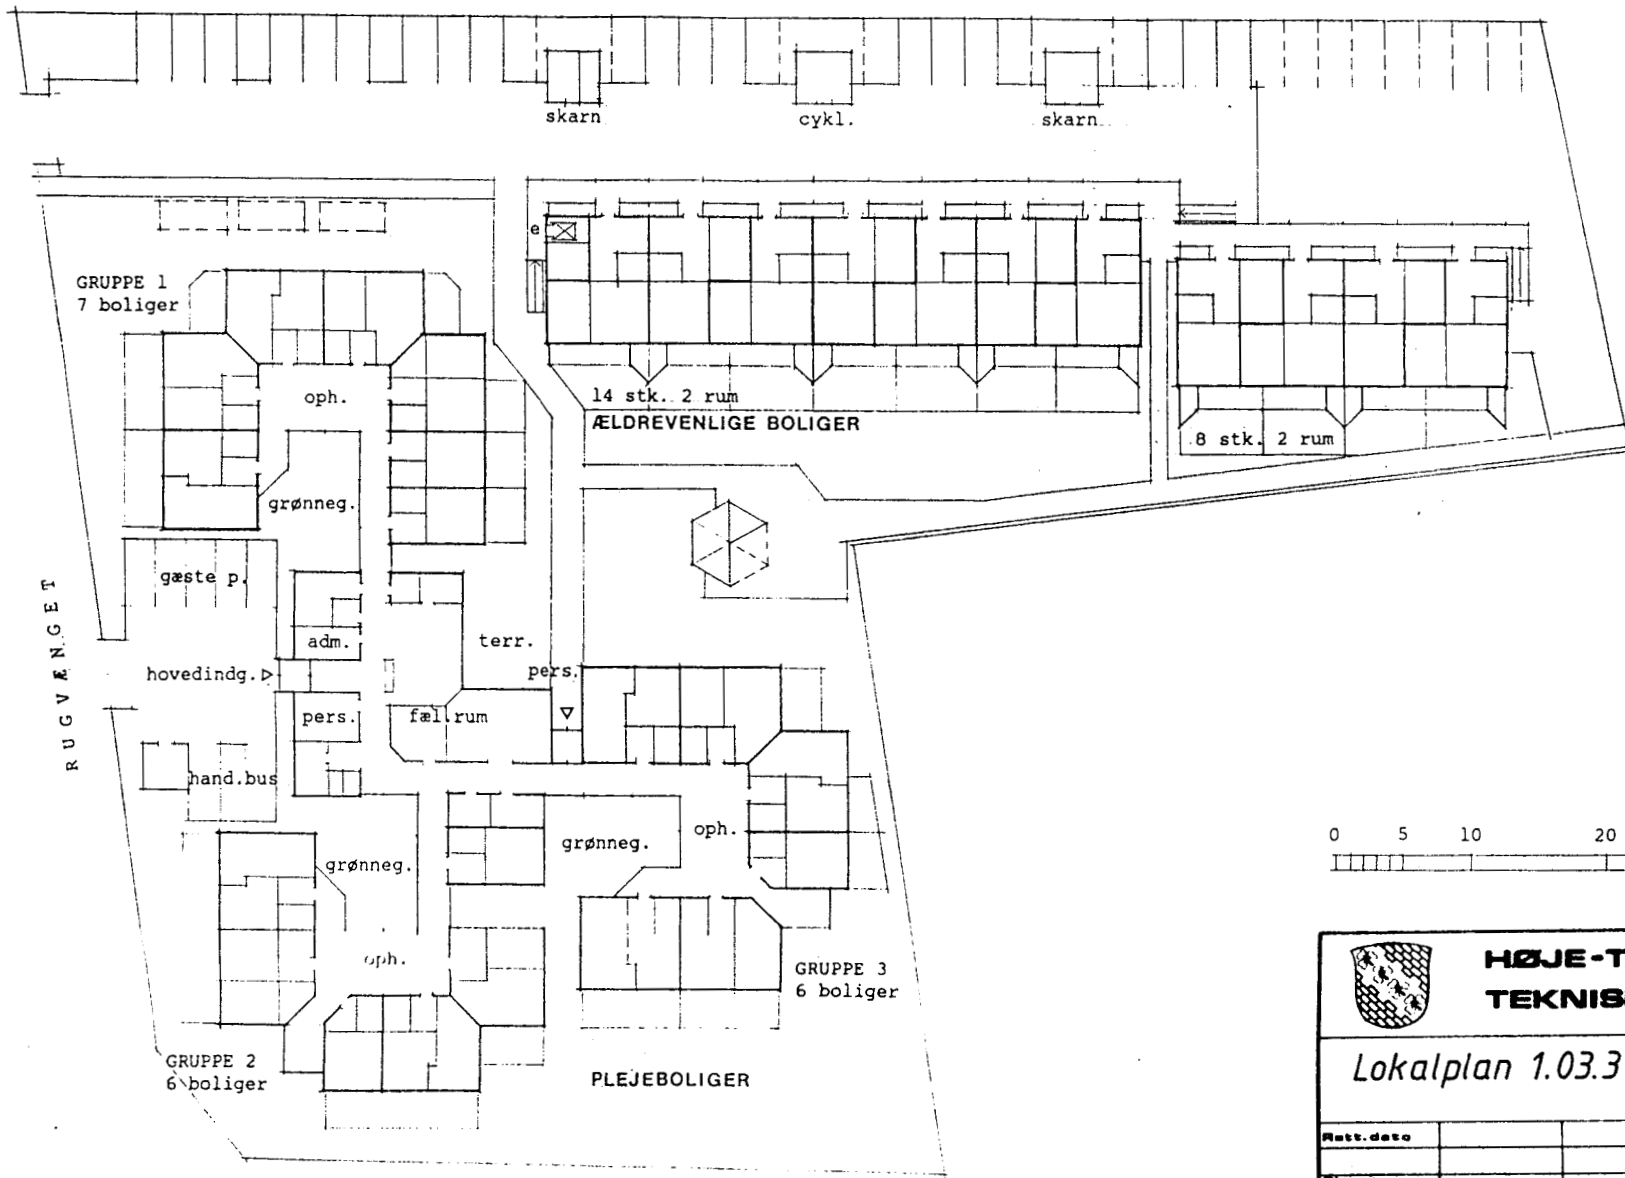 skarn
cykl.
skarn
e
GRUPPE 1
7 boliger
14 stk. 2 rum
ÆLDREVENLIGE BOLIGER
8 stk. 2 rum
oph.
grønneg.
gæste p.
RUGVÆNGET
adm.
terr.
hovedindg.
pers.
pers.
fæl.rum
hand.bus
grønneg.
oph.
grønneg.
oph.
GRUPPE 3
6 boliger
GRUPPE 2
6 boliger
PLEJEBOLIGER
0 5 10 20
HØJE-T
TEKNIS
Lokalplan 1.03.3
Rett.dato